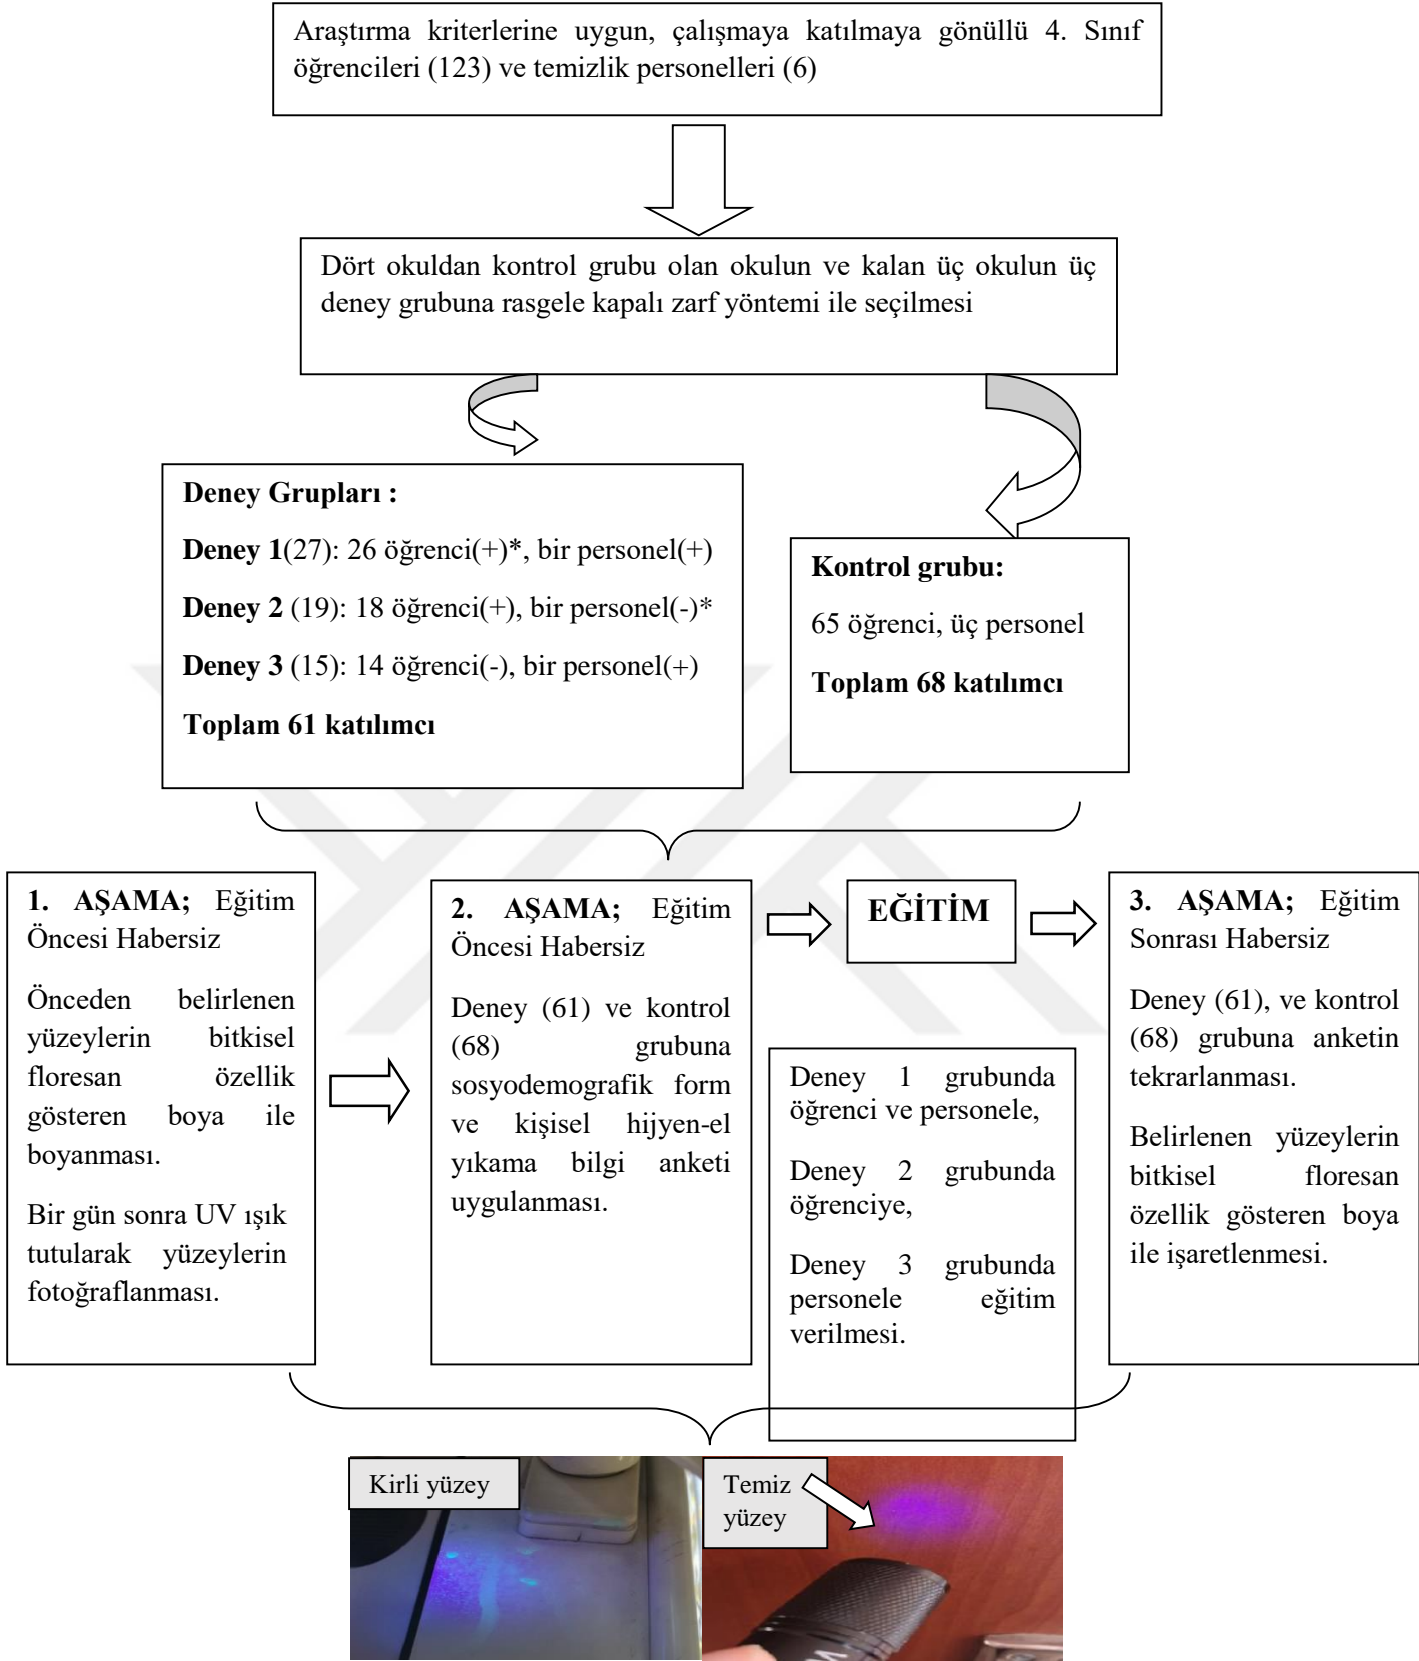 Araştırma kriterlerine uygun, çalışmaya katılmaya gönüllü 4. Sınıf
öğrencileri (123) ve temizlik personelleri (6)
Dört okuldan kontrol grubu olan okulun ve kalan üç okulun üç
deney grubuna rasgele kapalı zarf yöntemi ile seçilmesi
Deney Grupları :
Deney 1(27): 26 öğrenci(+)*, bir personel(+)
Deney 2 (19): 18 öğrenci(+), bir personel(-)*
Deney 3 (15): 14 öğrenci(-), bir personel(+)
Toplam 61 katılımcı
Kontrol grubu:
65 öğrenci, üç personel
Toplam 68 katılımcı
1. AŞAMA; Eğitim
Öncesi Habersiz
Önceden belirlenen
yüzeylerin bitkisel
floresan özellik
gösteren boya ile
boyanması.
Bir gün sonra UV ışık
tutularak yüzeylerin
fotoğraflanması.
2. AŞAMA; Eğitim
Öncesi Habersiz
Deney (61) ve kontrol
(68) grubuna
sosyodemografik form
ve kişisel hijyen-el
yıkama bilgi anketi
uygulanması.
EĞİTİM
Deney 1 grubunda
öğrenci ve personele,
Deney 2 grubunda
öğrenciye,
Deney 3 grubunda
personele eğitim
verilmesi.
3. AŞAMA; Eğitim
Sonrası Habersiz
Deney (61), ve kontrol
(68) grubuna anketin
tekrarlanması.
Belirlenen yüzeylerin
bitkisel floresan
özellik gösteren boya
ile işaretlenmesi.
Kirli yüzey
Temiz
yüzey